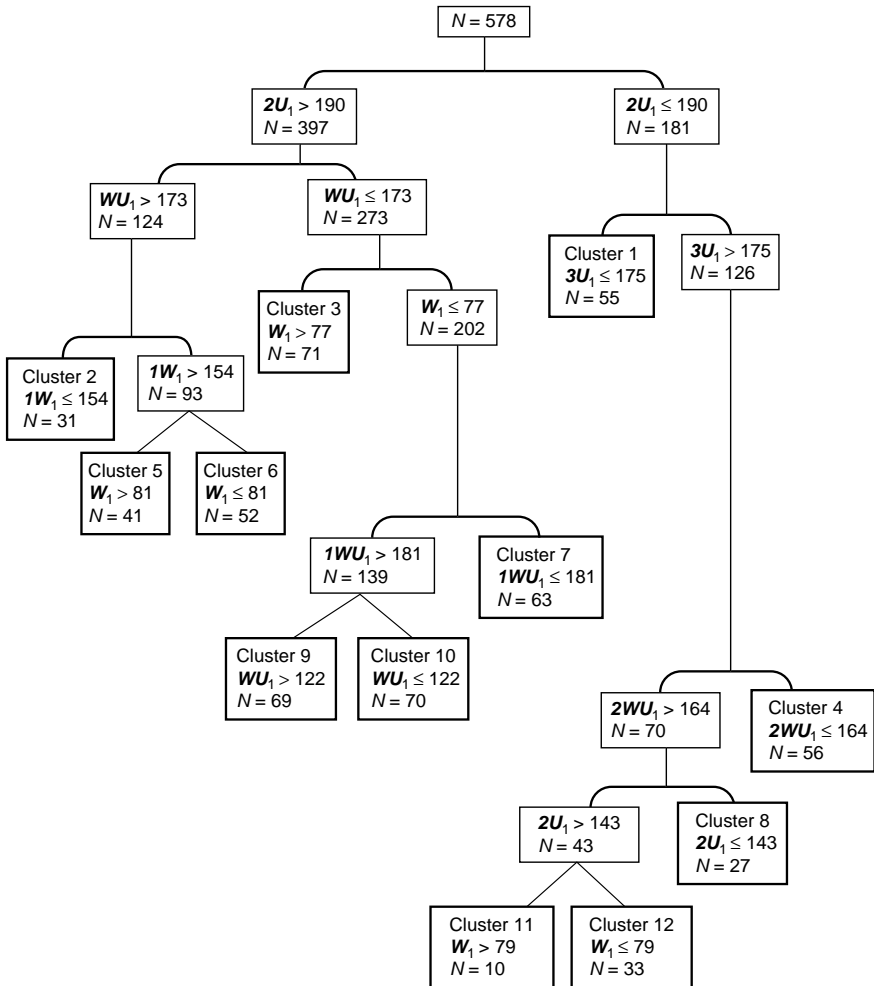 N = 578
2U₁ > 190
N = 397
2U₁ ≤ 190
N = 181
WU₁ > 173
N = 124
WU₁ ≤ 173
N = 273
Cluster 1
3U₁ ≤ 175
N = 55
3U₁ > 175
N = 126
Cluster 3
W₁ > 77
N = 71
W₁ ≤ 77
N = 202
Cluster 2
1W₁ ≤ 154
N = 31
1W₁ > 154
N = 93
Cluster 5
W₁ > 81
N = 41
Cluster 6
W₁ ≤ 81
N = 52
1WU₁ > 181
N = 139
Cluster 7
1WU₁ ≤ 181
N = 63
Cluster 9
WU₁ > 122
N = 69
Cluster 10
WU₁ ≤ 122
N = 70
2WU₁ > 164
N = 70
Cluster 4
2WU₁ ≤ 164
N = 56
2U₁ > 143
N = 43
Cluster 8
2U₁ ≤ 143
N = 27
Cluster 11
W₁ > 79
N = 10
Cluster 12
W₁ ≤ 79
N = 33